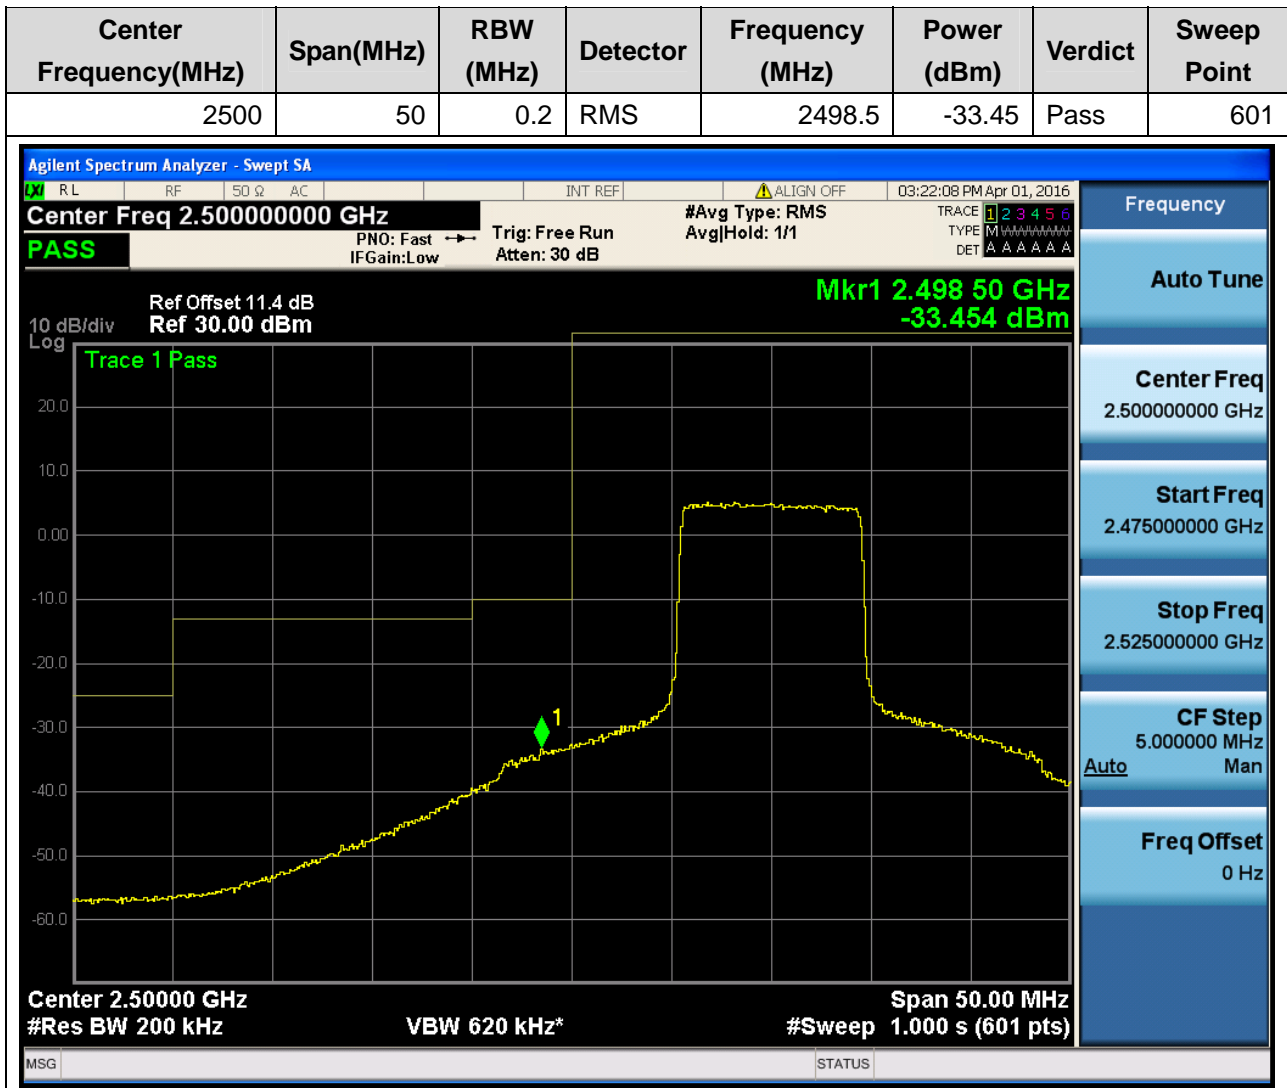 Center Frequency(MHz) Span(MHz) RBW (MHz) Detector Frequency (MHz) Power (dBm) Verdict Sweep Point
2500 50 0.2 RMS 2498.5 -33.45 Pass 601
Agilent Spectrum Analyzer - Swept SA
LXI RL RF 50 Ω AC INT REF ALIGN OFF 03:22:08 PM Apr 01, 2016
Center Freq 2.500000000 GHz
PASS
PNO: Fast
IFGain:Low
Trig: Free Run
Atten: 30 dB
#Avg Type: RMS
Avg|Hold: 1/1
TRACE 1 2 3 4 5 6
TYPE M
DET A A A A A A
Mkr1 2.498 50 GHz
-33.454 dBm
Ref Offset 11.4 dB
10 dB/div Ref 30.00 dBm
Log
Trace 1 Pass
20.0
10.0
0.00
-10.0
-20.0
-30.0
-40.0
-50.0
-60.0
1
Center 2.50000 GHz Span 50.00 MHz
#Res BW 200 kHz VBW 620 kHz* #Sweep 1.000 s (601 pts)
MSG STATUS
Frequency
Auto Tune
Center Freq
2.500000000 GHz
Start Freq
2.475000000 GHz
Stop Freq
2.525000000 GHz
CF Step
5.000000 MHz
Auto Man
Freq Offset
0 Hz